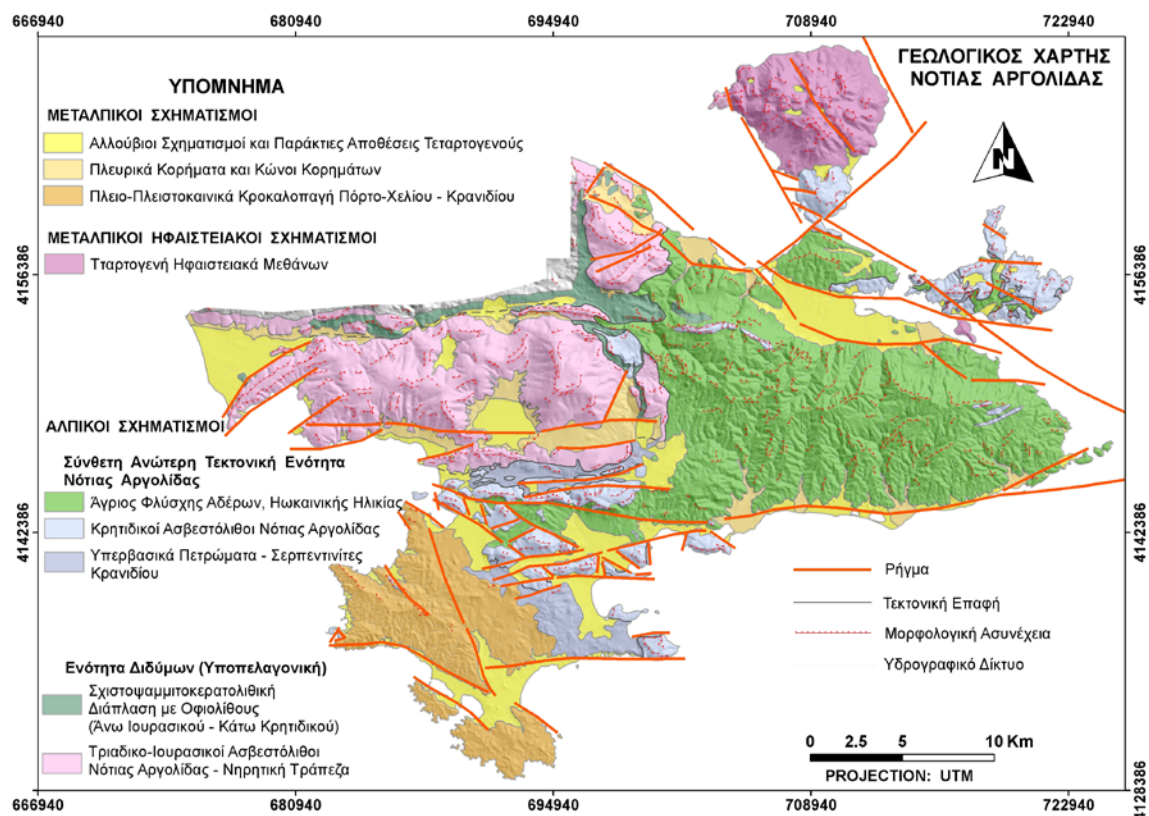 666940 680940 694940 708940 722940
ΓΕΩΛΟΓΙΚΟΣ ΧΑΡΤΗΣ
ΝΟΤΙΑΣ ΑΡΓΟΛΙΔΑΣ
N
ΥΠΟΜΝΗΜΑ
ΜΕΤΑΛΠΙΚΟΙ ΣΧΗΜΑΤΙΣΜΟΙ
Αλλούβιοι Σχηματισμοί και Παράκτιες Αποθέσεις Τεταρτογενούς
Πλευρικά Κορήματα και Κώνοι Κορημάτων
Πλειο-Πλειστοκαινικά Κροκαλοπαγή Πόρτο-Χελίου - Κρανιδίου
ΜΕΤΑΛΠΙΚΟΙ ΗΦΑΙΣΤΕΙΑΚΟΙ ΣΧΗΜΑΤΙΣΜΟΙ
Τταρτογενή Ηφαιστειακά Μεθάνων
4156386 4156386
ΑΛΠΙΚΟΙ ΣΧΗΜΑΤΙΣΜΟΙ
Σύνθετη Ανώτερη Τεκτονική Ενότητα
Νότιας Αργολίδας
Άγριος Φλύσχης Αδέρων, Ηωκαινικής Ηλικίας
Κρητιδικοί Ασβεστόλιθοι Νότιας Αργολίδας
Υπερβασικά Πετρώματα - Σερπεντινίτες
Κρανιδίου
4142386 4142386
Ενότητα Διδύμων (Υποπελαγονική)
Σχιστοψαμμιτοκερατολιθική
Διάπλαση με Οφιολίθους
(Άνω Ιουρασικού - Κάτω Κρητιδικού)
Τριαδικο-Ιουρασικοί Ασβεστόλιθοι
Νότιας Αργολίδας - Νηρητική Τράπεζα
Ρήγμα
Τεκτονική Επαφή
Μορφολογική Ασυνέχεια
Υδρογραφικό Δίκτυο
0 2.5 5 10 Km
PROJECTION: UTM
4128386 4128386
666940 680940 694940 708940 722940